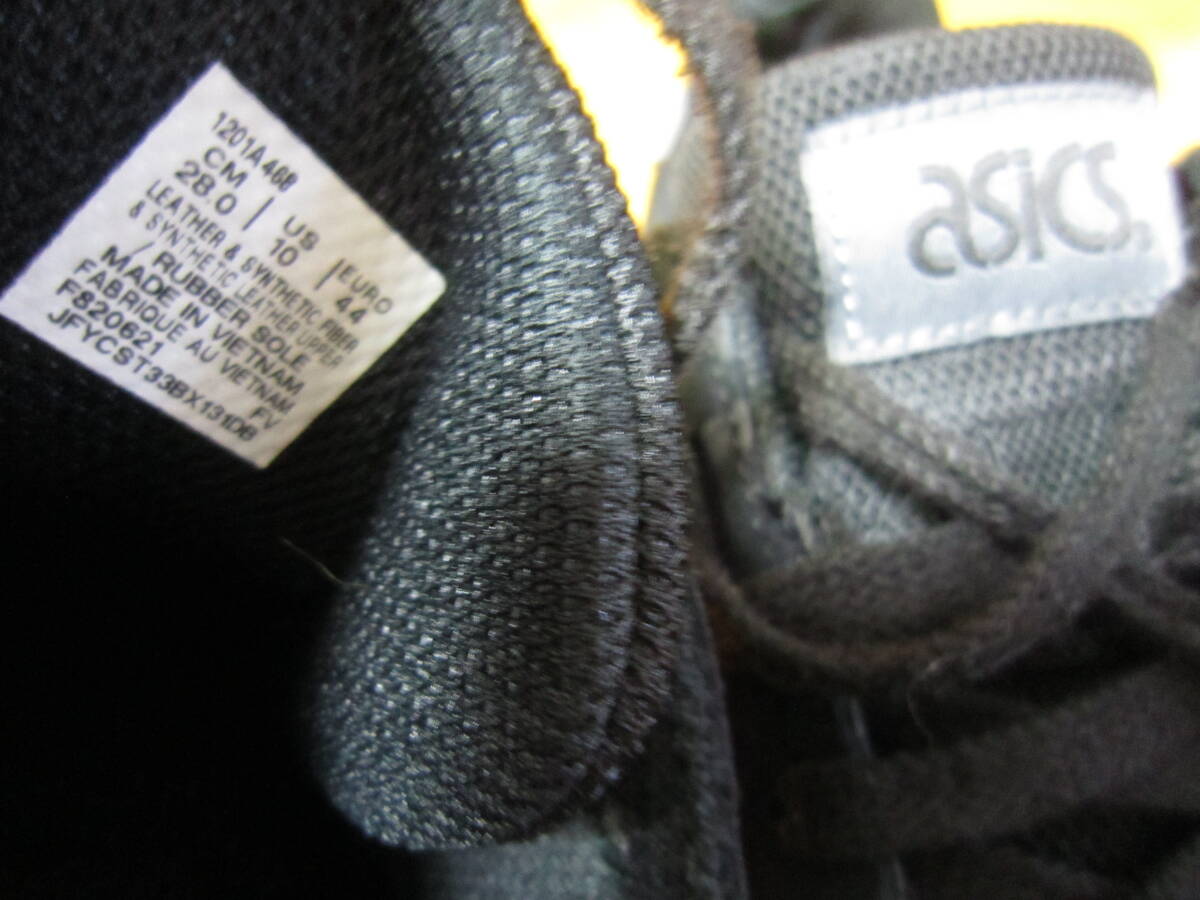 1201A468
CM | US | EURO
28.0 10 44
LEATHER & SYNTHETIC FIBER
& SYNTHETIC LEATHER UPPER
/ RUBBER SOLE
MADE IN VIETNAM
FABRIQUE AU VIETNAM
F820621 FV
JFYCST33BX131DB
asics